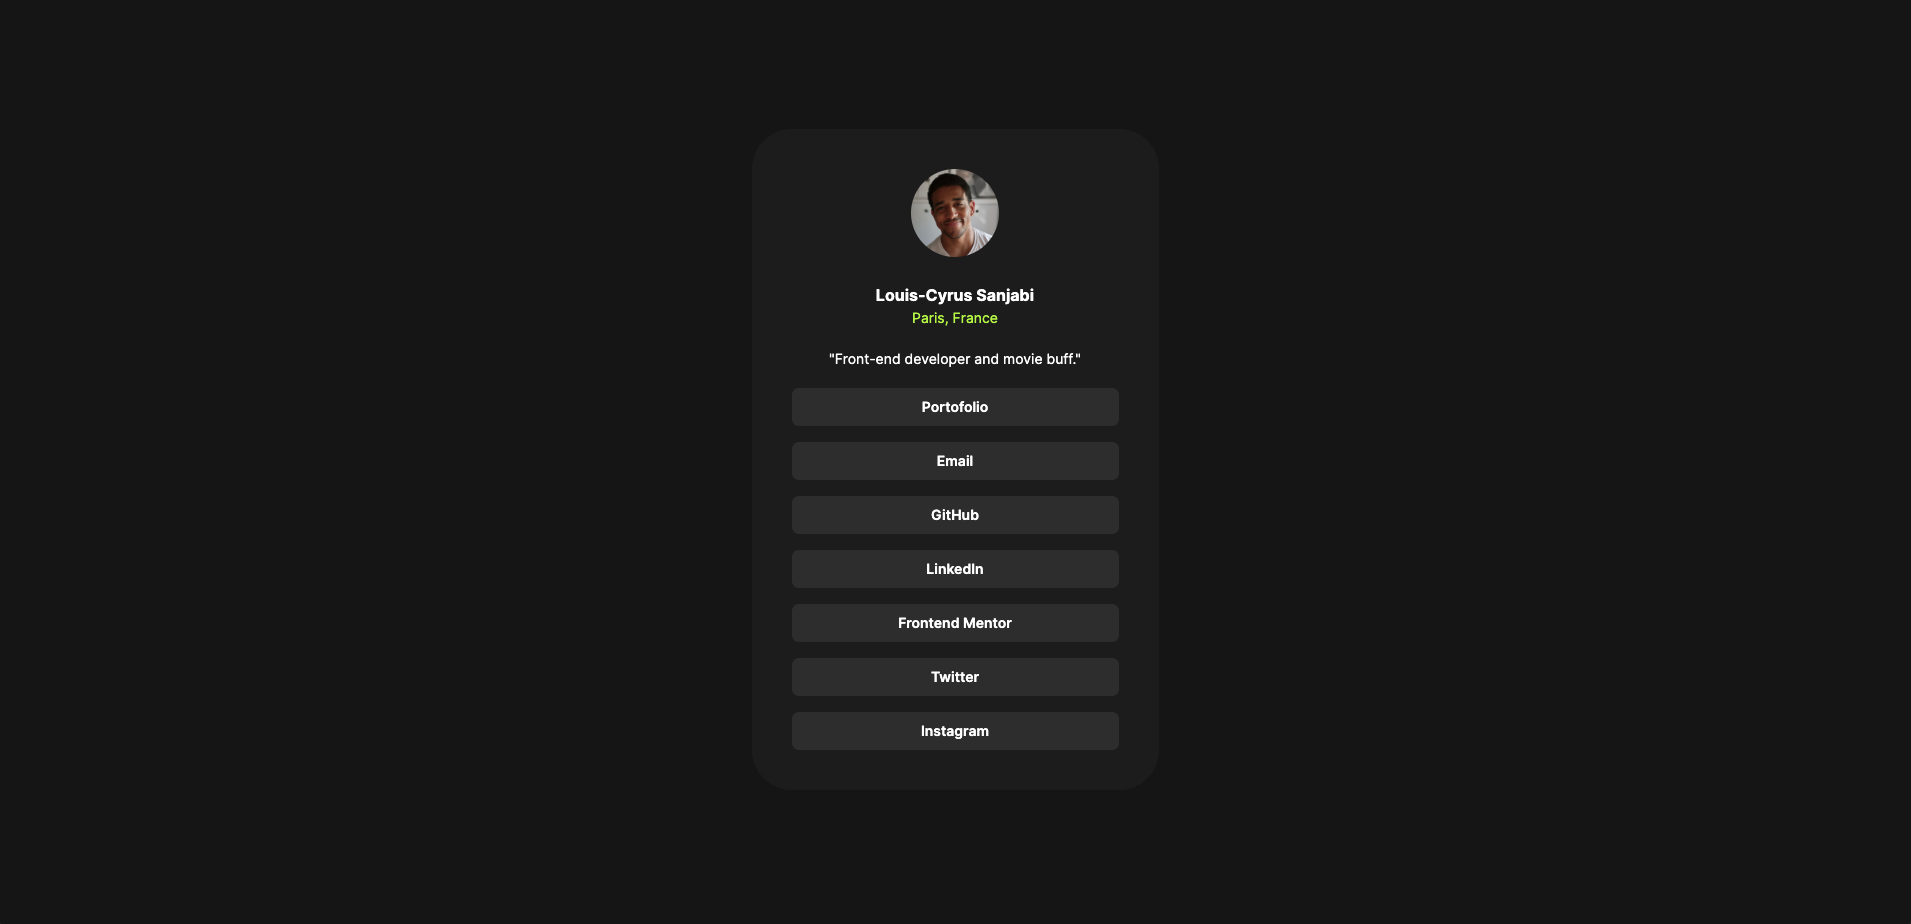 Louis-Cyrus Sanjabi
Paris, France
"Front-end developer and movie buff."
Portofolio
Email
GitHub
LinkedIn
Frontend Mentor
Twitter
Instagram